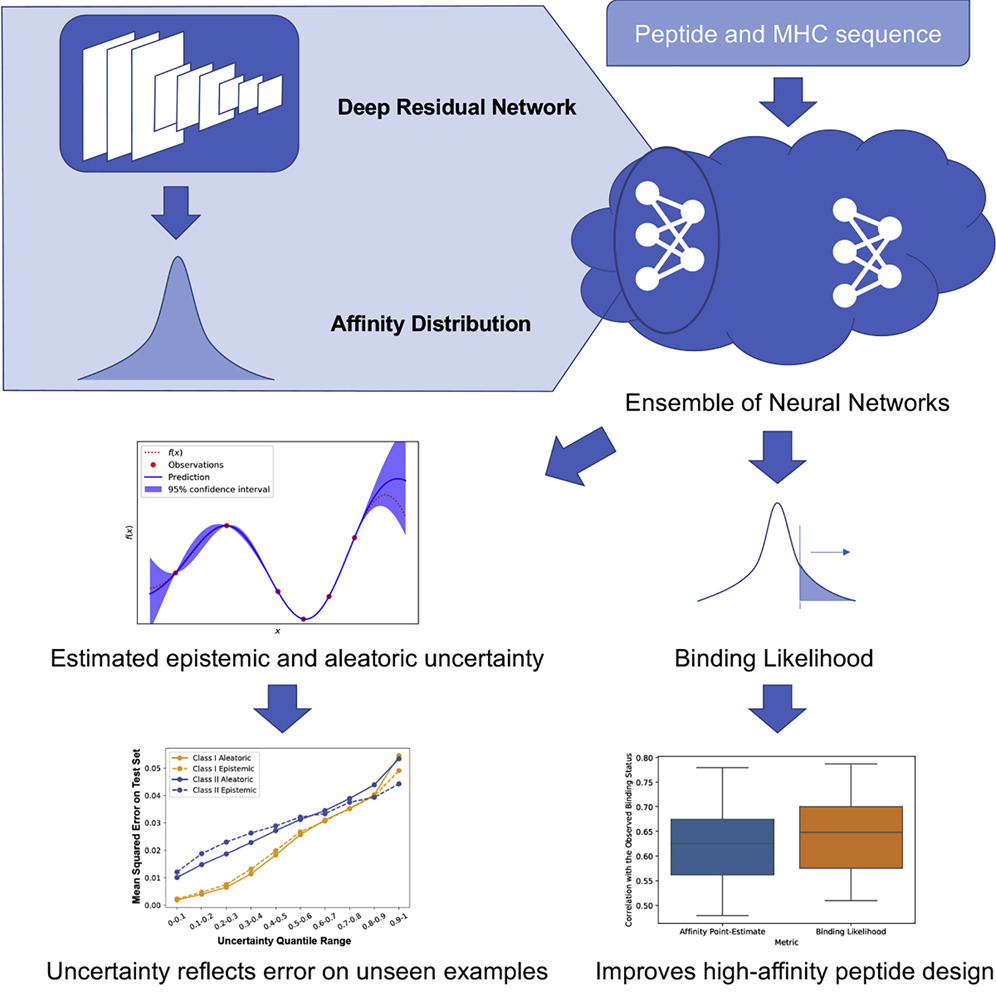 Peptide and MHC sequence
Deep Residual Network
Affinity Distribution
Ensemble of Neural Networks
f(x)
Observations
Prediction
95% confidence interval
f(x)
x
Estimated epistemic and aleatoric uncertainty
Binding Likelihood
Class I Aleatoric
Class I Epistemic
Class II Aleatoric
Class II Epistemic
Mean Squared Error on Test Set
0.05
0.04
0.03
0.02
0.01
0.00
0-0.1
0.1-0.2
0.2-0.3
0.3-0.4
0.4-0.5
0.5-0.6
0.6-0.7
0.7-0.8
0.8-0.9
0.9-1
Uncertainty Quantile Range
Uncertainty reflects error on unseen examples
Correlation with the Observed Binding Status
0.80
0.75
0.70
0.65
0.60
0.55
0.50
Affinity Point-Estimate
Binding Likelihood
Metric
Improves high-affinity peptide design